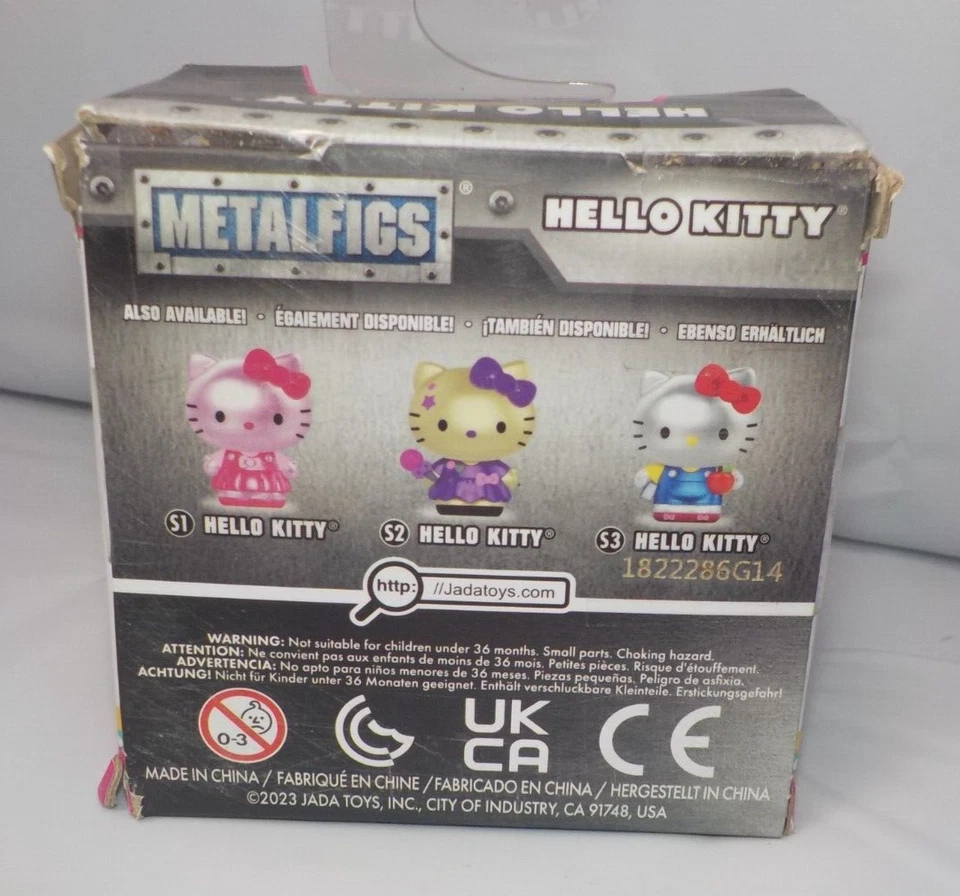 HELLO KITTY
METALFIGS®
HELLO KITTY®
ALSO AVAILABLE! • ÉGAIEMENT DISPONIBLE! • ¡TAMBIÉN DISPONIBLE! • EBENSO ERHÄLTLICH
S1 HELLO KITTY® S2 HELLO KITTY® S3 HELLO KITTY®
1822286G14
http: //Jadatoys.com
WARNING: Not suitable for children under 36 months. Small parts. Choking hazard.
ATTENTION: Ne convient pas aux enfants de moins de 36 mois. Petites pièces. Risque d'étouffement.
ADVERTENCIA: No apto para niños menores de 36 meses. Piezas pequeñas. Peligro de asfixia.
ACHTUNG! Nicht für Kinder unter 36 Monaten geeignet. Enthält verschluckbare Kleinteile. Erstickungsgefahr!
0-3
UK
CA
CE
MADE IN CHINA / FABRIQUÉ EN CHINE / FABRICADO EN CHINA / HERGESTELLT IN CHINA
©2023 JADA TOYS, INC., CITY OF INDUSTRY, CA 91748, USA